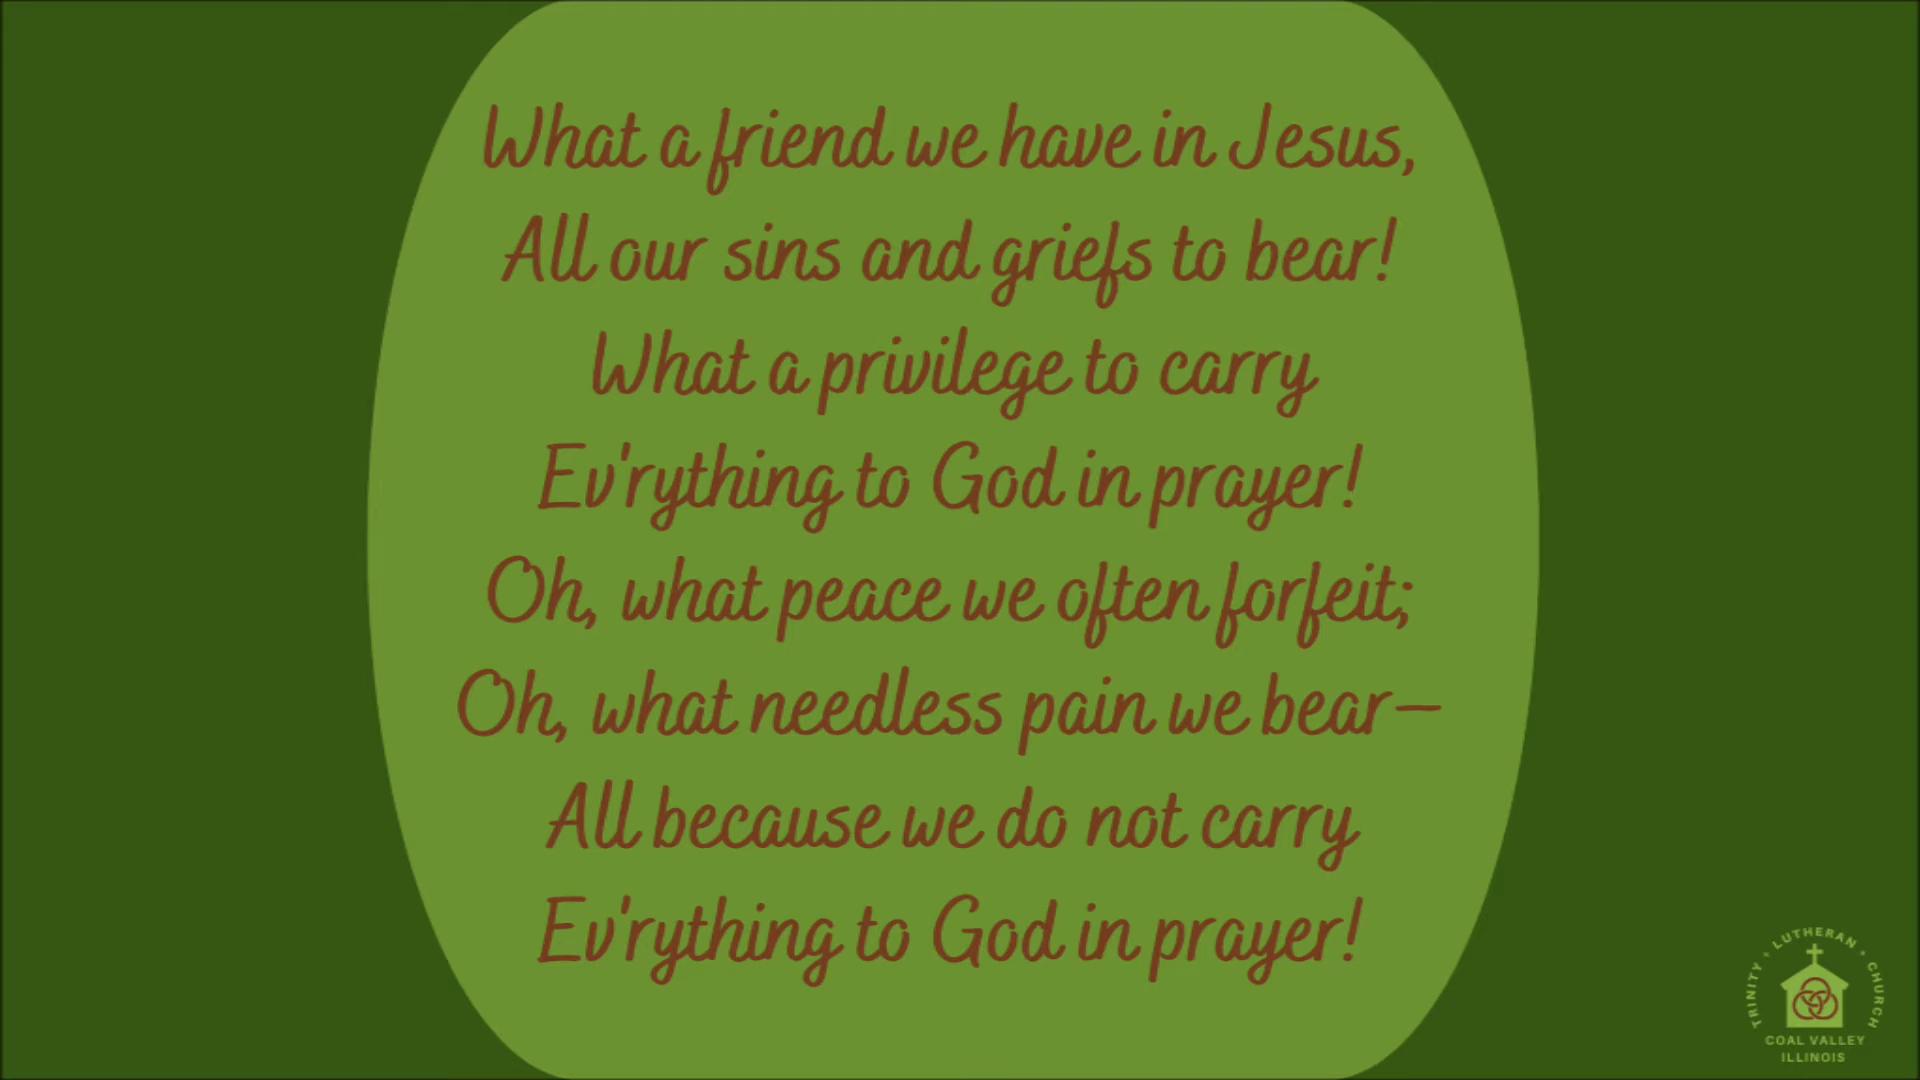 What a friend we have in Jesus,
All our sins and griefs to bear!
What a privilege to carry
Ev'rything to God in prayer!
Oh, what peace we often forfeit;
Oh, what needless pain we bear—
All because we do not carry
Ev'rything to God in prayer!
TRINITY • LUTHERAN • CHURCH
COAL VALLEY
ILLINOIS